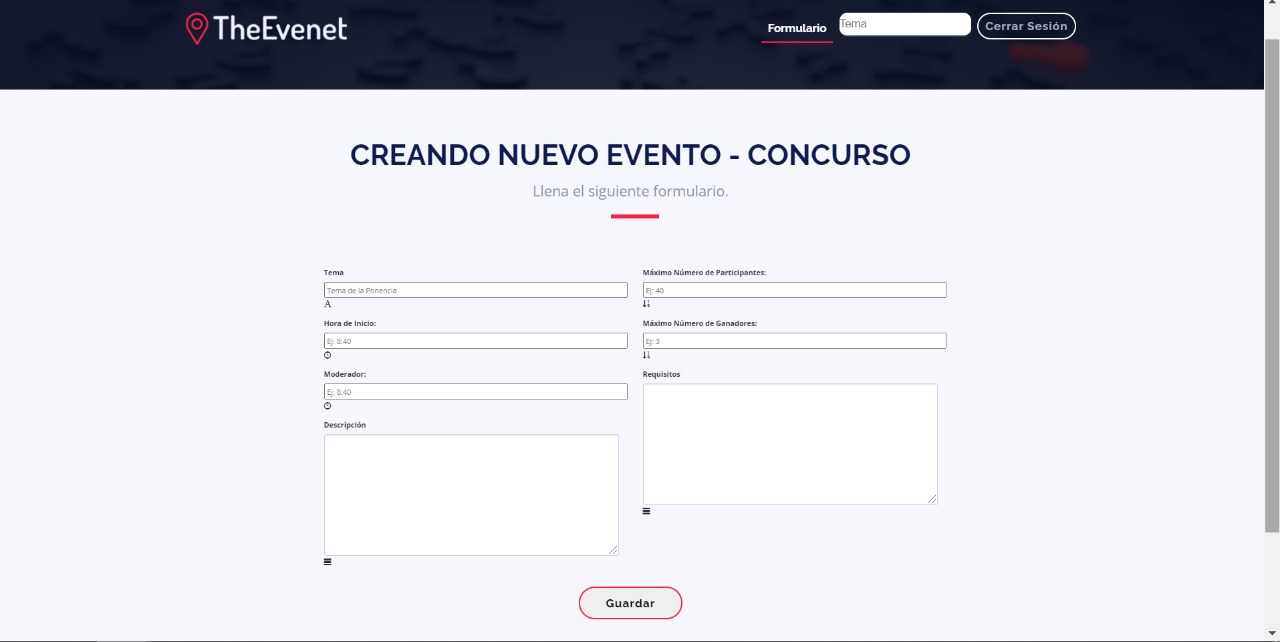 TheEvenet
Formulario
Tema
Cerrar Sesión
CREANDO NUEVO EVENTO - CONCURSO
Llena el siguiente formulario.
Tema
Tema de la Ponencia
Hora de Inicio:
Ej: 8:40
Moderador:
Ej: 8:40
Descripción
Máximo Número de Participantes:
Ej: 40
Máximo Número de Ganadores:
Ej: 3
Requisitos
Guardar